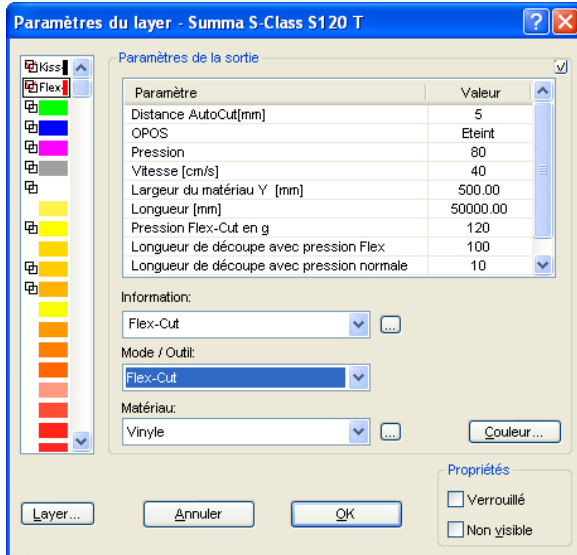 Paramètres du layer - Summa S-Class S120 T
Kiss-
Flex-
Paramètres de la sortie
Paramètre Valeur
Distance AutoCut[mm] 5
OPOS Eteint
Pression 80
Vitesse [cm/s] 40
Largeur du matériau Y [mm] 500.00
Longueur [mm] 50000.00
Pression Flex-Cut en g 120
Longueur de découpe avec pression Flex 100
Longueur de découpe avec pression normale 10
Information:
Flex-Cut
...
Mode / Outil:
Flex-Cut
Matériau:
Vinyle
...
Couleur...
Propriétés
Verrouillé
Non visible
Layer...
Annuler
OK